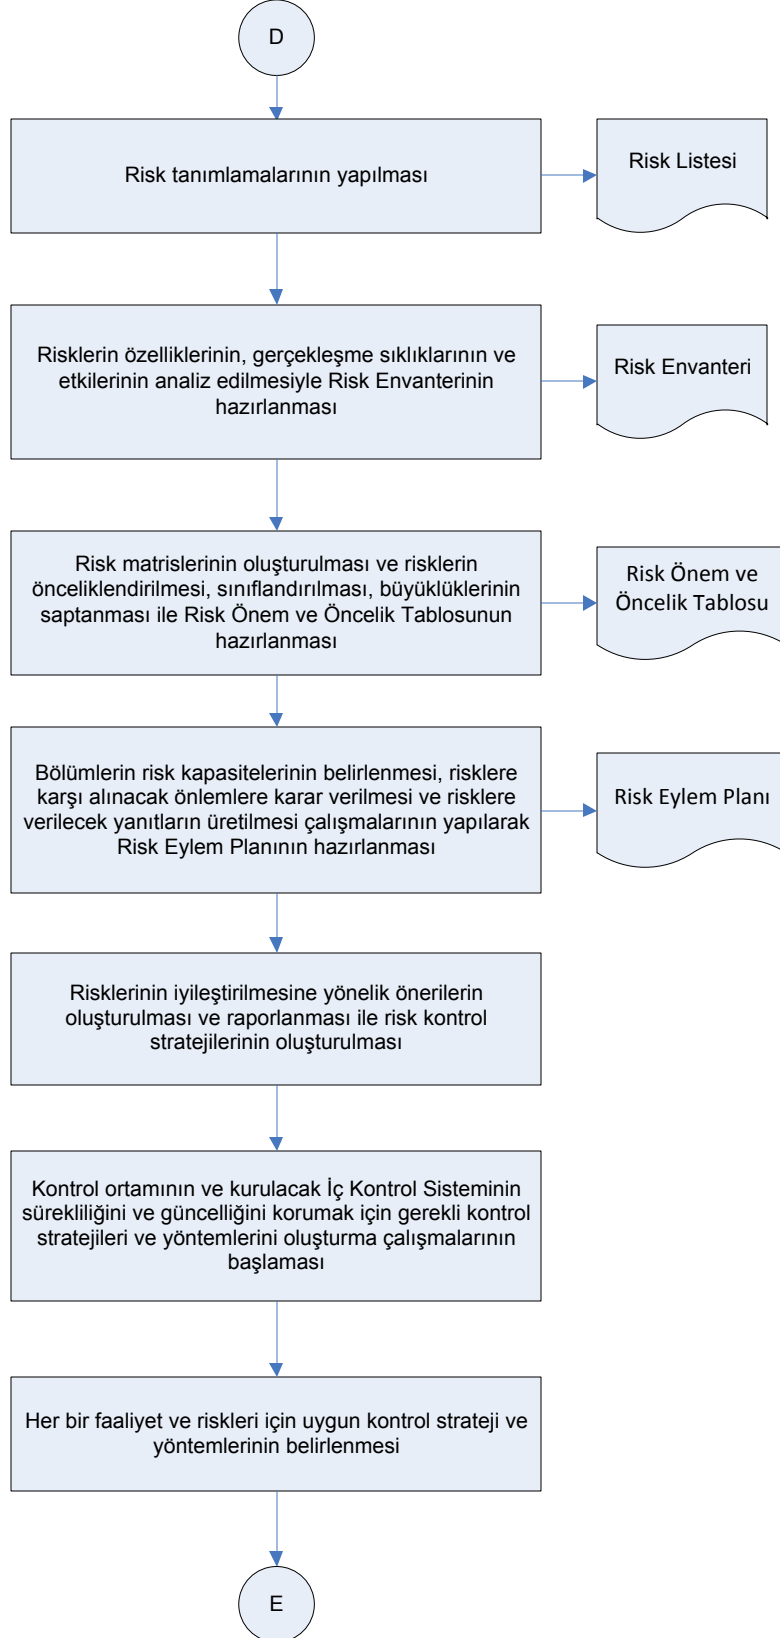 D
Risk tanımlamalarının yapılması
Risk Listesi
Risklerin özelliklerinin, gerçekleşme sıklıklarının ve
etkilerinin analiz edilmesiyle Risk Envanterinin
hazırlanması
Risk Envanteri
Risk matrislerinin oluşturulması ve risklerin
önceliklendirilmesi, sınıflandırılması, büyüklüklerinin
saptanması ile Risk Önem ve Öncelik Tablosunun
hazırlanması
Risk Önem ve
Öncelik Tablosu
Bölümlerin risk kapasitelerinin belirlenmesi, risklere
karşı alınacak önlemlere karar verilmesi ve risklere
verilecek yanıtların üretilmesi çalışmalarının yapılarak
Risk Eylem Planının hazırlanması
Risk Eylem Planı
Risklerinin iyileştirilmesine yönelik önerilerin
oluşturulması ve raporlanması ile risk kontrol
stratejilerinin oluşturulması
Kontrol ortamının ve kurulacak İç Kontrol Sisteminin
sürekliliğini ve güncelliğini korumak için gerekli kontrol
stratejileri ve yöntemlerini oluşturma çalışmalarının
başlaması
Her bir faaliyet ve riskleri için uygun kontrol strateji ve
yöntemlerinin belirlenmesi
E